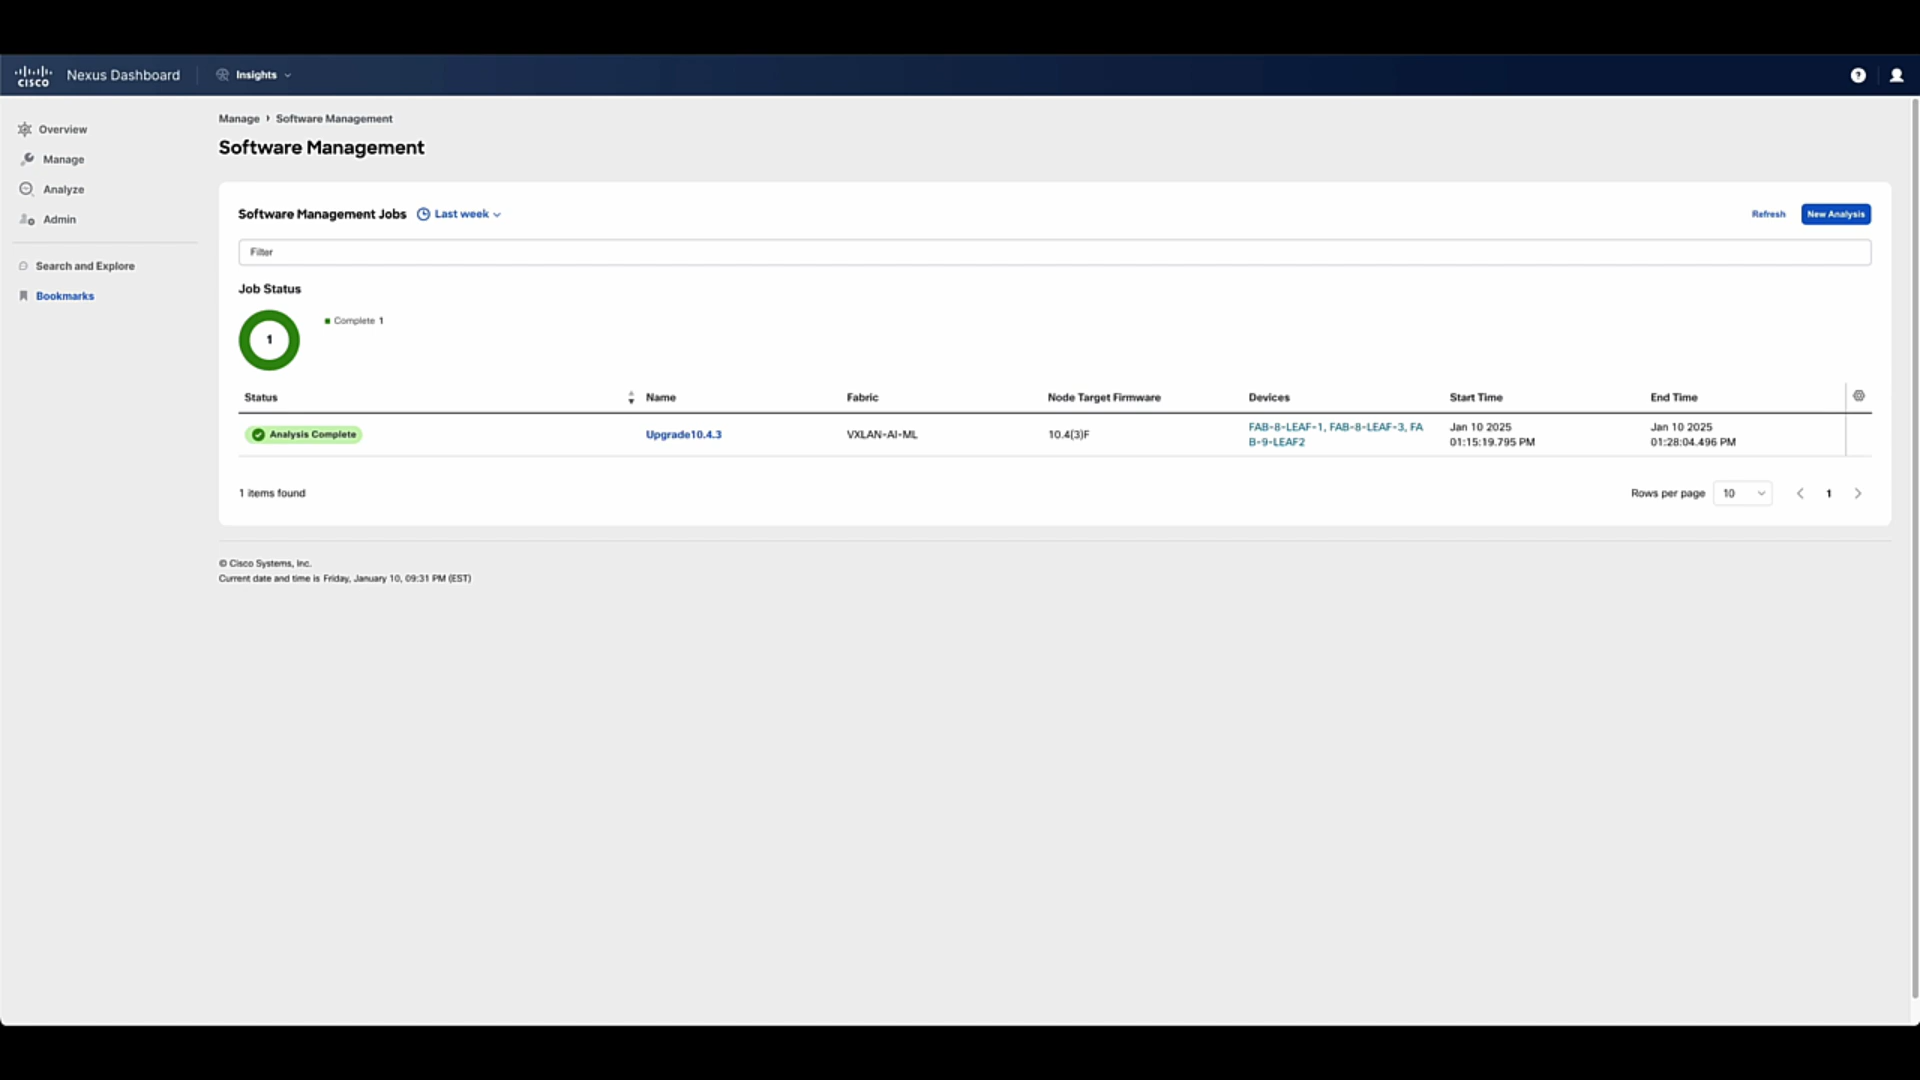 CISCO Nexus Dashboard Insights
Overview
Manage
Analyze
Admin
Search and Explore
Bookmarks
Manage › Software Management
Software Management
Software Management Jobs Last week
Refresh New Analysis
Filter
Job Status
1
Complete 1
Status Name Fabric Node Target Firmware Devices Start Time End Time
Analysis Complete Upgrade10.4.3 VXLAN-AI-ML 10.4(3)F
FAB-8-LEAF-1, FAB-8-LEAF-3, FA
B-9-LEAF2
Jan 10 2025
01:15:19.795 PM
Jan 10 2025
01:28:04.496 PM
1 items found
Rows per page 10 1
© Cisco Systems, Inc.
Current date and time is Friday, January 10, 09:31 PM (EST)